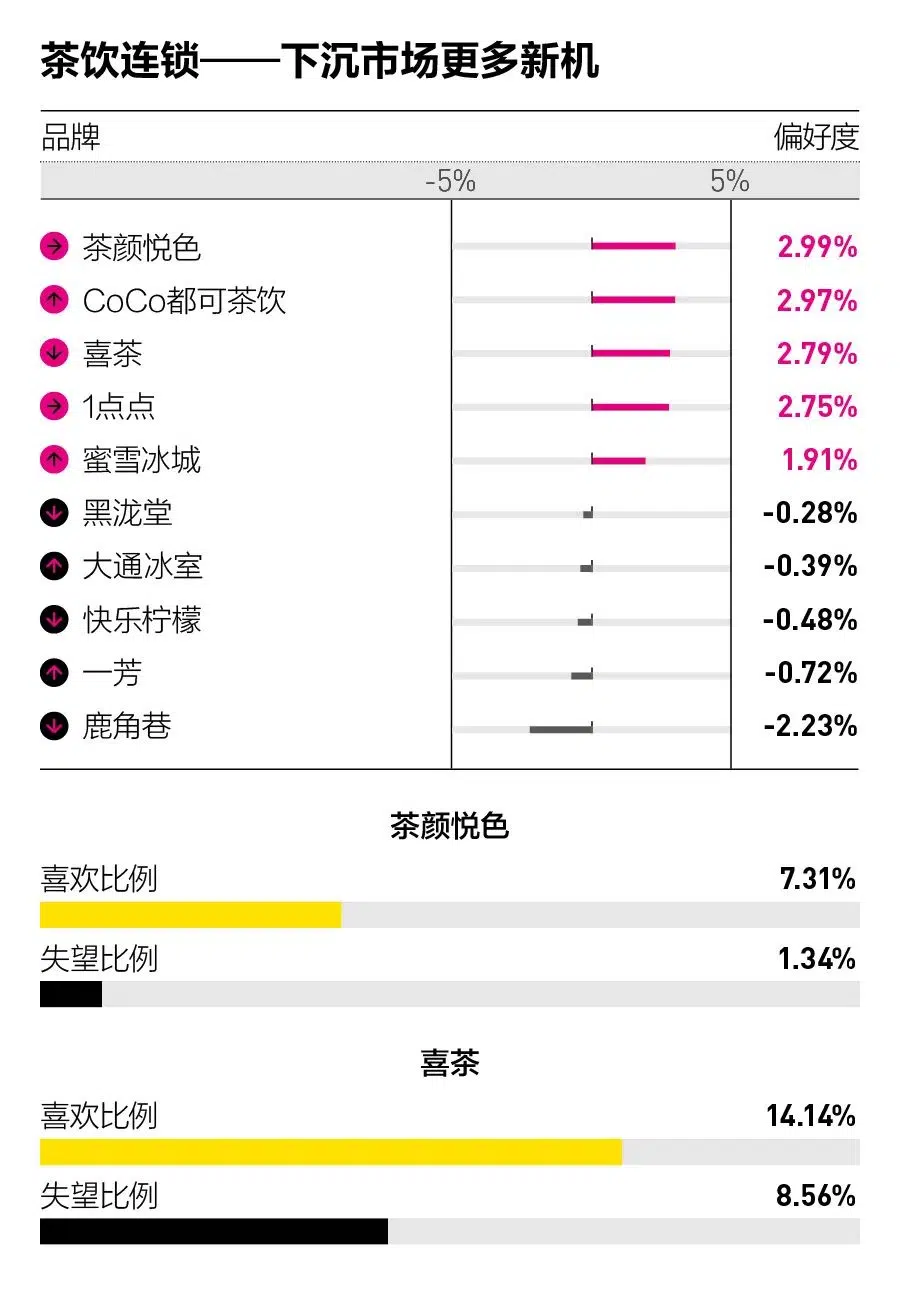 茶饮连锁——下沉市场更多新机
品牌 偏好度
-5% 5%
茶颜悦色 2.99%
CoCo都可茶饮 2.97%
喜茶 2.79%
1点点 2.75%
蜜雪冰城 1.91%
黑泷堂 -0.28%
大通冰室 -0.39%
快乐柠檬 -0.48%
一芳 -0.72%
鹿角巷 -2.23%
茶颜悦色
喜欢比例 7.31%
失望比例 1.34%
喜茶
喜欢比例 14.14%
失望比例 8.56%